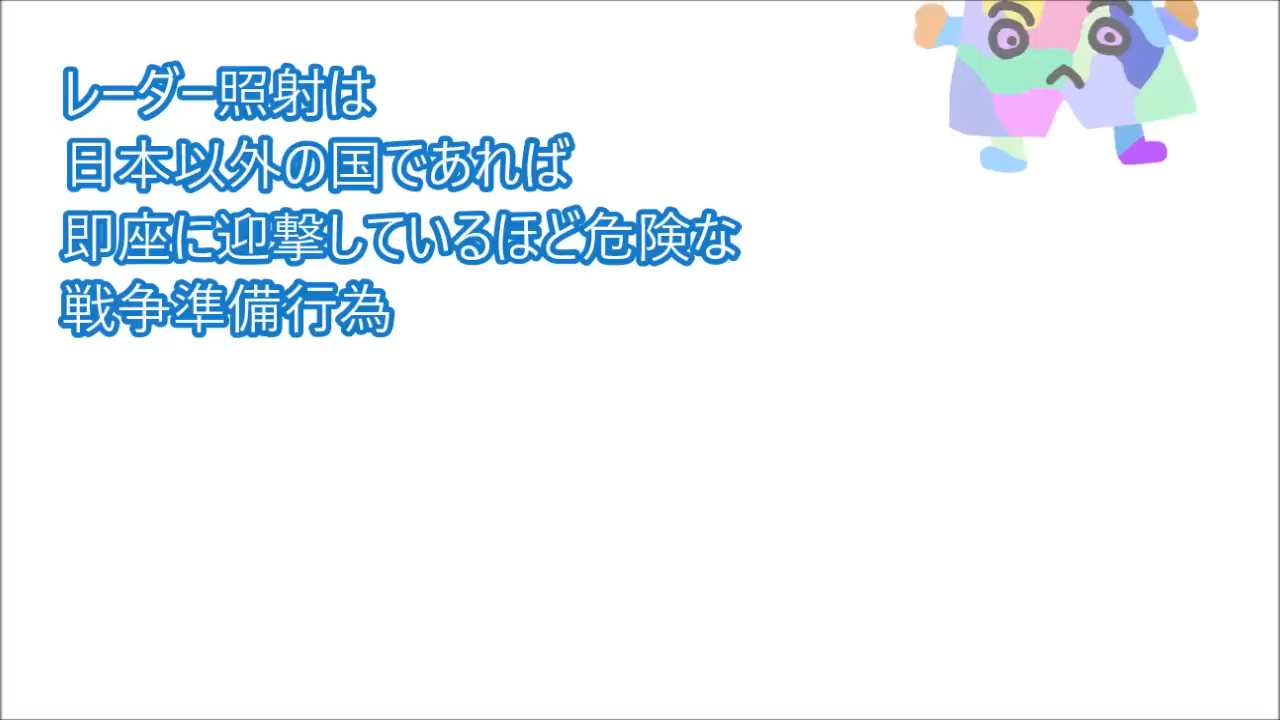 レーダー照射は
日本以外の国であれば
即座に迎撃しているほど危険な
戦争準備行為